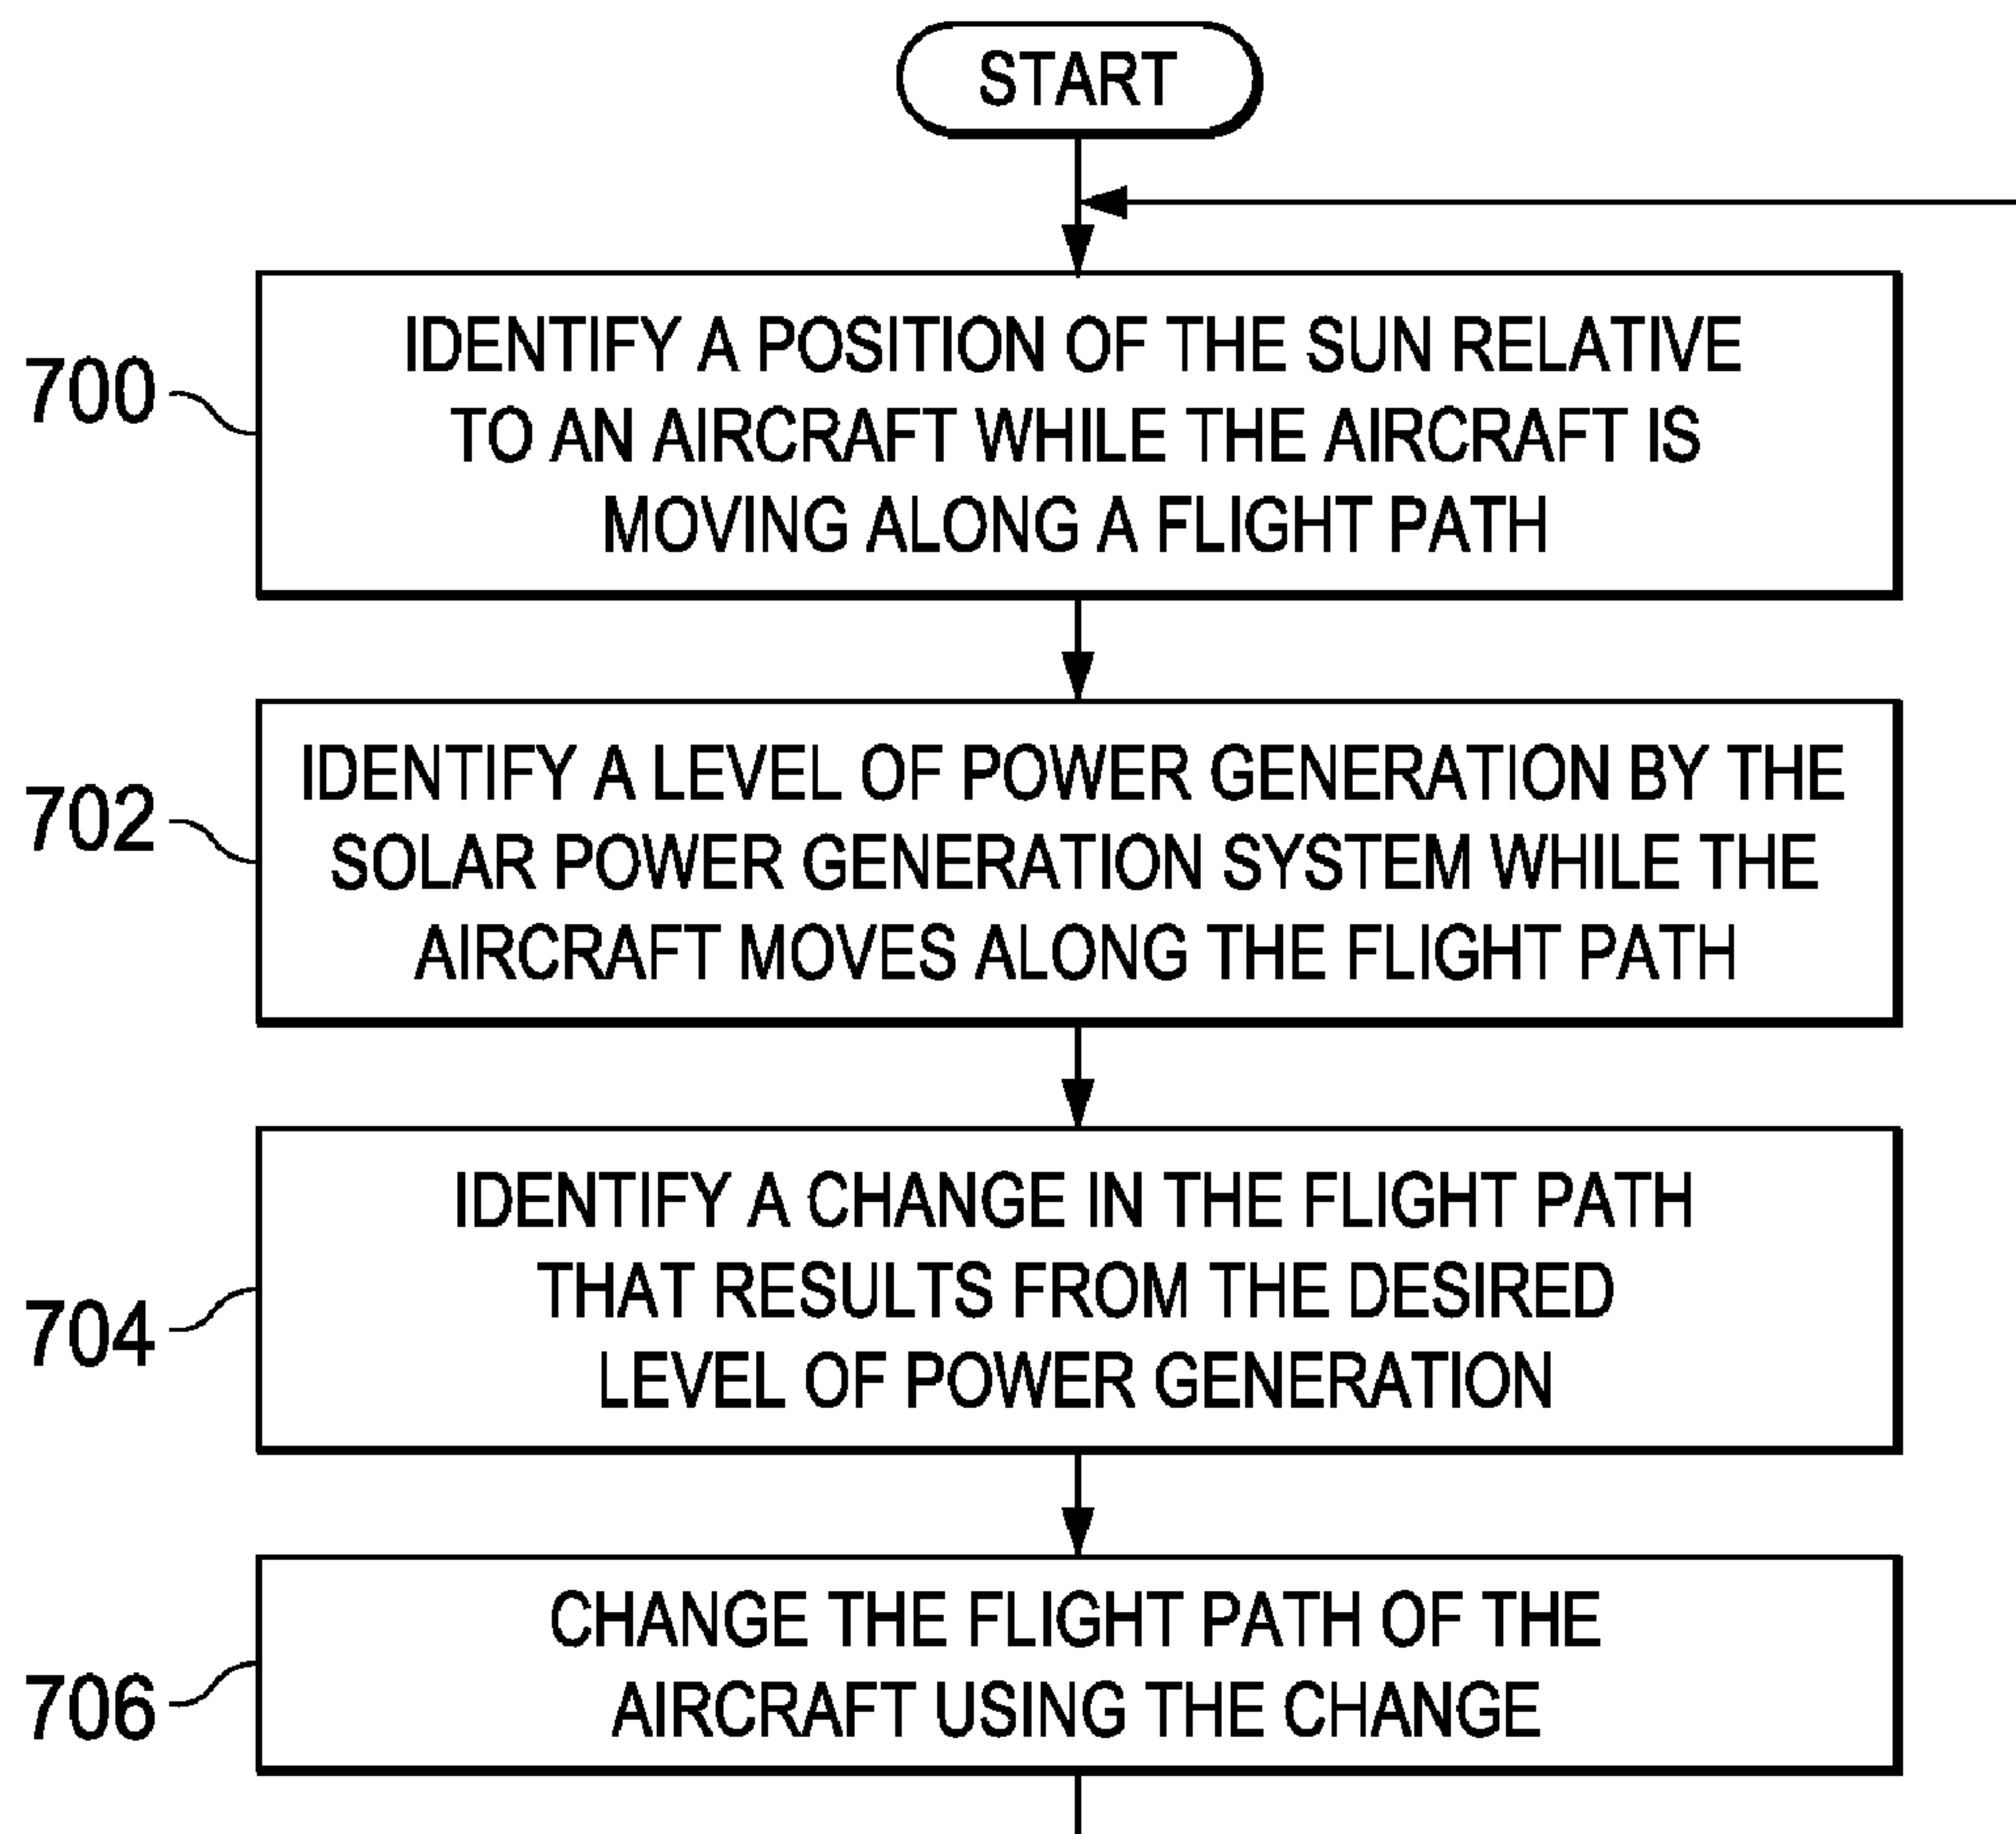 START
700
IDENTIFY A POSITION OF THE SUN RELATIVE
TO AN AIRCRAFT WHILE THE AIRCRAFT IS
MOVING ALONG A FLIGHT PATH
702
IDENTIFY A LEVEL OF POWER GENERATION BY THE
SOLAR POWER GENERATION SYSTEM WHILE THE
AIRCRAFT MOVES ALONG THE FLIGHT PATH
704
IDENTIFY A CHANGE IN THE FLIGHT PATH
THAT RESULTS FROM THE DESIRED
LEVEL OF POWER GENERATION
706
CHANGE THE FLIGHT PATH OF THE
AIRCRAFT USING THE CHANGE